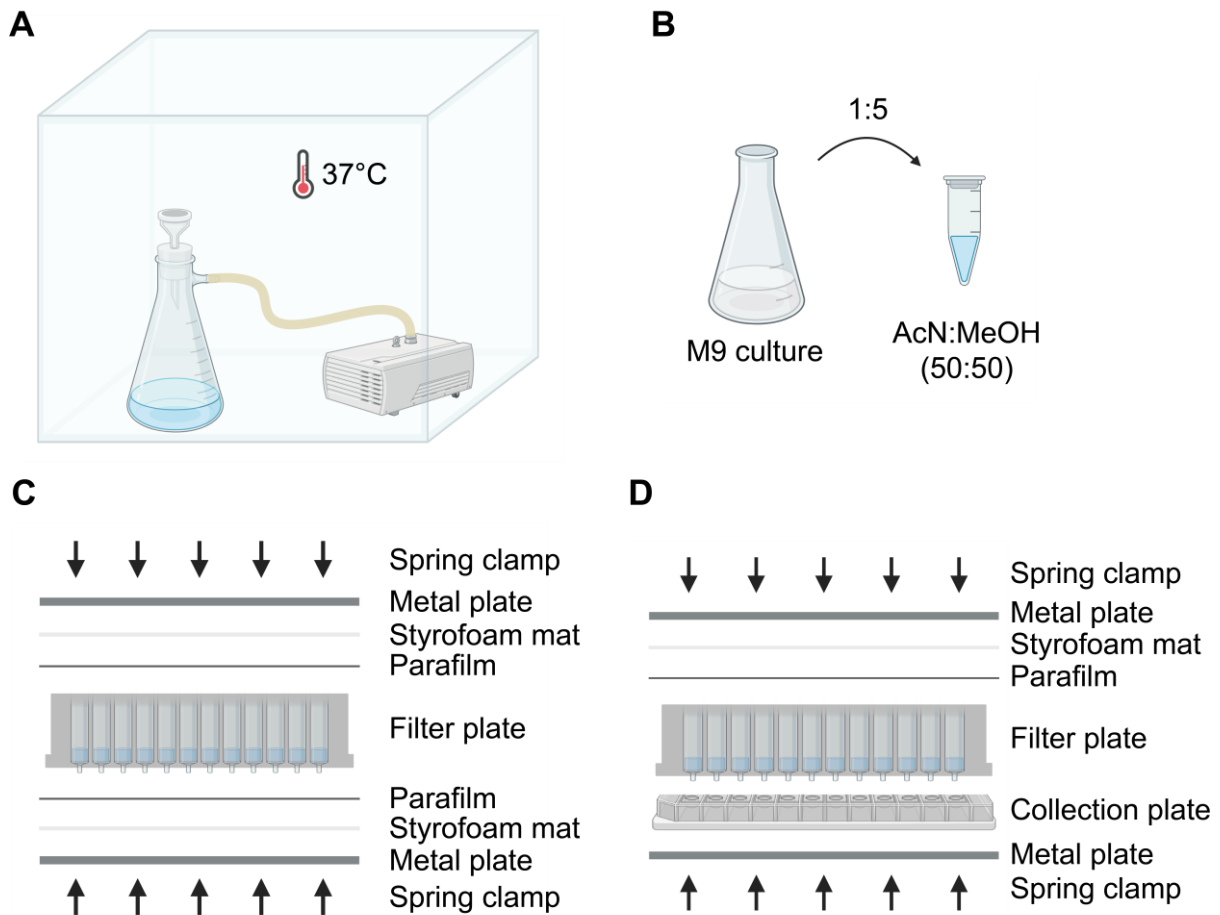 A
37°C
B
1:5
M9 culture
AcN:MeOH
(50:50)
C
Spring clamp
Metal plate
Styrofoam mat
Parafilm
Filter plate
Parafilm
Styrofoam mat
Metal plate
Spring clamp
D
Spring clamp
Metal plate
Styrofoam mat
Parafilm
Filter plate
Collection plate
Metal plate
Spring clamp